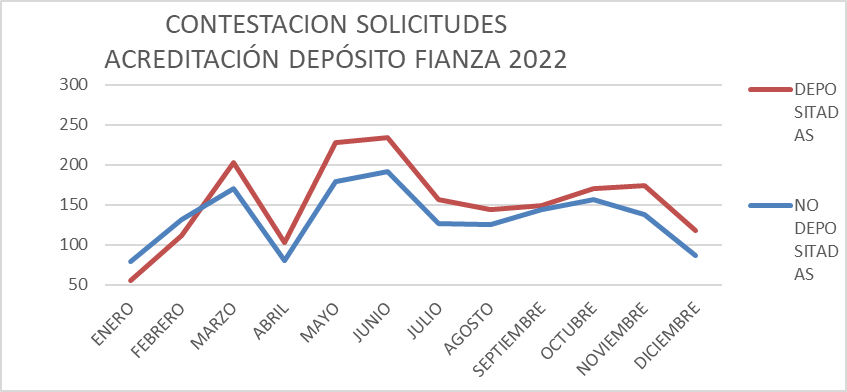 CONTESTACION SOLICITUDES
ACREDITACIÓN DEPÓSITO FIANZA 2022
300
250
200
150
100
50
ENERO
FEBRERO
MARZO
ABRIL
MAYO
JUNIO
JULIO
AGOSTO
SEPTIEMBRE
OCTUBRE
NOVIEMBRE
DICIEMBRE
DEPO
SITAD
AS
NO
DEPO
SITAD
AS